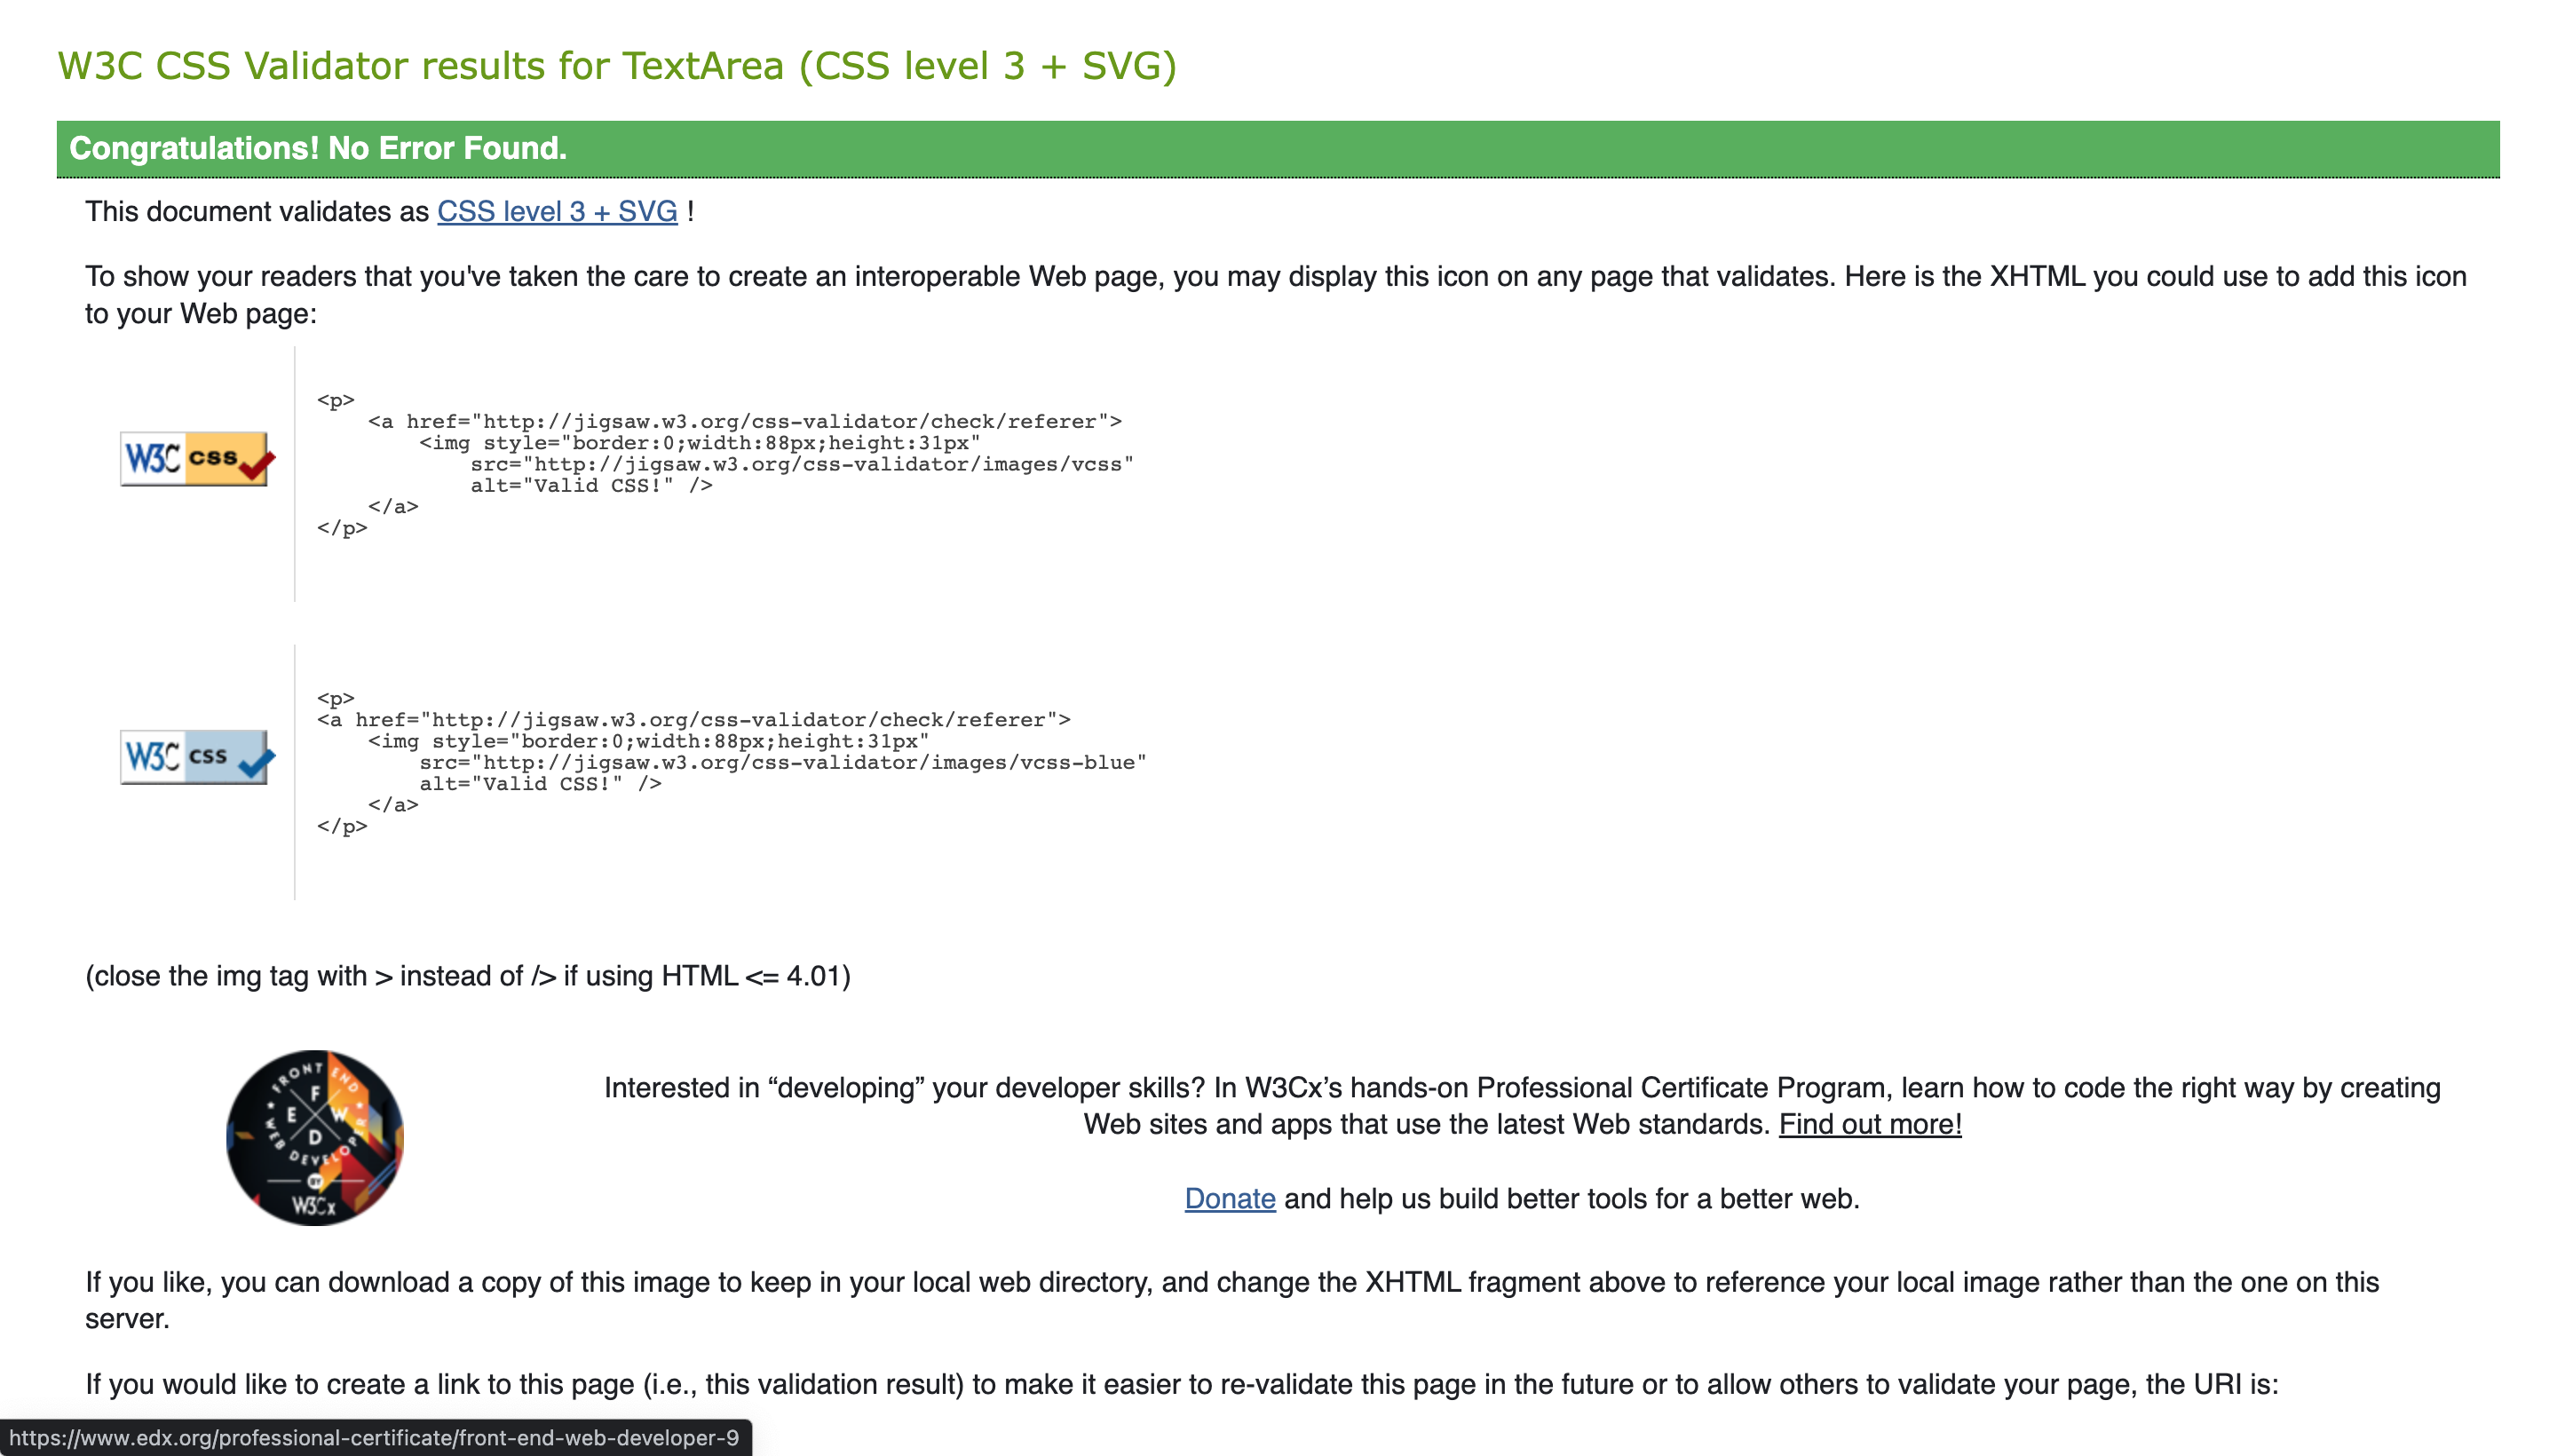 W3C CSS Validator results for TextArea (CSS level 3 + SVG)
Congratulations! No Error Found.
This document validates as CSS level 3 + SVG !
To show your readers that you've taken the care to create an interoperable Web page, you may display this icon on any page that validates. Here is the XHTML you could use to add this icon
to your Web page:
W3C css
<p>
    <a href="http://jigsaw.w3.org/css-validator/check/referer">
        <img style="border:0;width:88px;height:31px"
            src="http://jigsaw.w3.org/css-validator/images/vcss"
            alt="Valid CSS!" />
    </a>
</p>
W3C css
<p>
<a href="http://jigsaw.w3.org/css-validator/check/referer">
    <img style="border:0;width:88px;height:31px"
        src="http://jigsaw.w3.org/css-validator/images/vcss-blue"
        alt="Valid CSS!" />
    </a>
</p>
(close the img tag with > instead of /> if using HTML <= 4.01)
FRONT END
F
E W
D
WEB DEVELOPER
BY
W3Cx
Interested in “developing” your developer skills? In W3Cx’s hands-on Professional Certificate Program, learn how to code the right way by creating
Web sites and apps that use the latest Web standards. Find out more!
Donate and help us build better tools for a better web.
If you like, you can download a copy of this image to keep in your local web directory, and change the XHTML fragment above to reference your local image rather than the one on this
server.
If you would like to create a link to this page (i.e., this validation result) to make it easier to re-validate this page in the future or to allow others to validate your page, the URI is:
https://www.edx.org/professional-certificate/front-end-web-developer-9